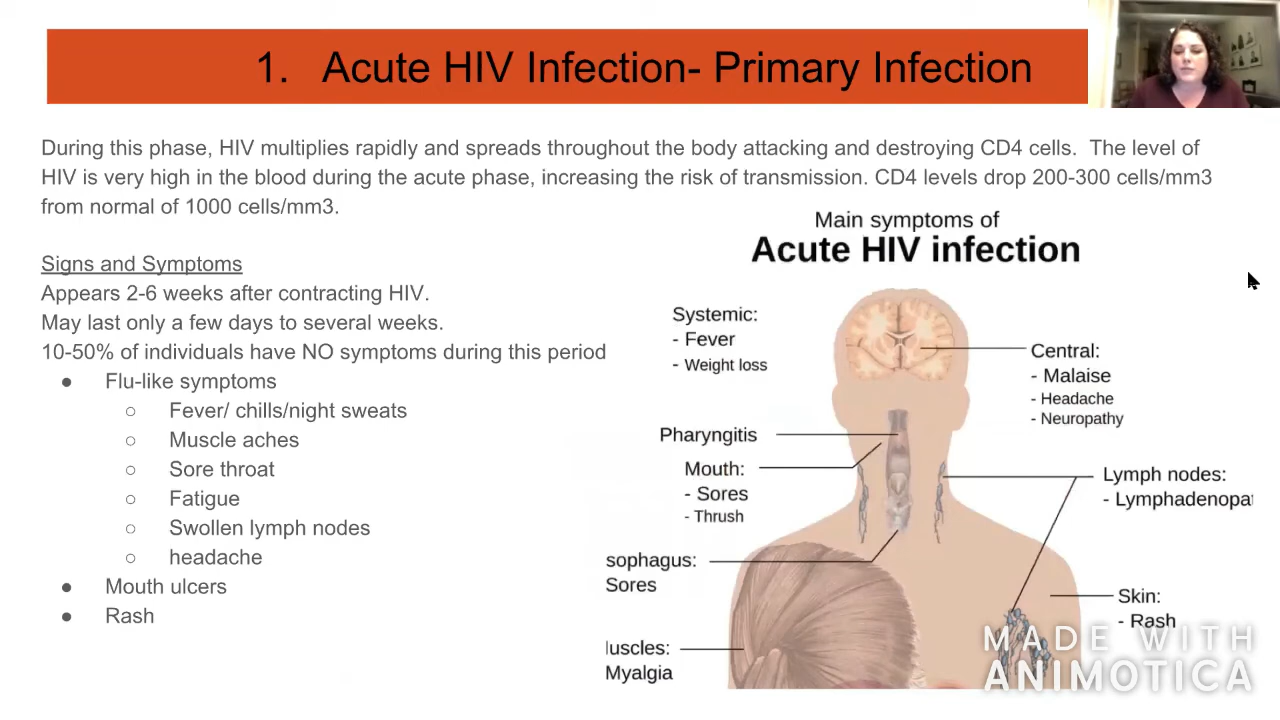 1. Acute HIV Infection- Primary Infection
During this phase, HIV multiplies rapidly and spreads throughout the body attacking and destroying CD4 cells. The level of
HIV is very high in the blood during the acute phase, increasing the risk of transmission. CD4 levels drop 200-300 cells/mm3
from normal of 1000 cells/mm3.
Signs and Symptoms
Appears 2-6 weeks after contracting HIV.
May last only a few days to several weeks.
10-50% of individuals have NO symptoms during this period
● Flu-like symptoms
○ Fever/ chills/night sweats
○ Muscle aches
○ Sore throat
○ Fatigue
○ Swollen lymph nodes
○ headache
● Mouth ulcers
● Rash
Main symptoms of
Acute HIV infection
Systemic:
- Fever
- Weight loss
Pharyngitis
Mouth:
- Sores
- Thrush
sophagus:
Sores
uscles:
Myalgia
Central:
- Malaise
- Headache
- Neuropathy
Lymph nodes:
- Lymphadenopat
Skin:
- Rash
MADE WITH
ANIMOTICA